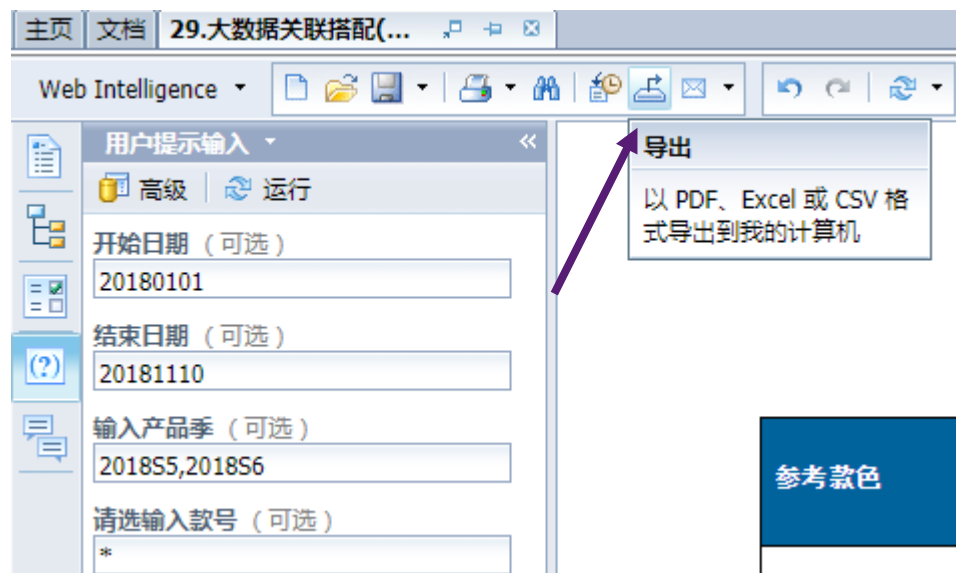 主页 文档 29.大数据关联搭配(...
Web Intelligence
用户提示输入
导出
高级 运行
以 PDF、Excel 或 CSV 格
式导出到我的计算机
开始日期（可选）
20180101
结束日期（可选）
(?)
20181110
输入产品季（可选）
2018S5,2018S6
参考款色
请选输入款号（可选）
*